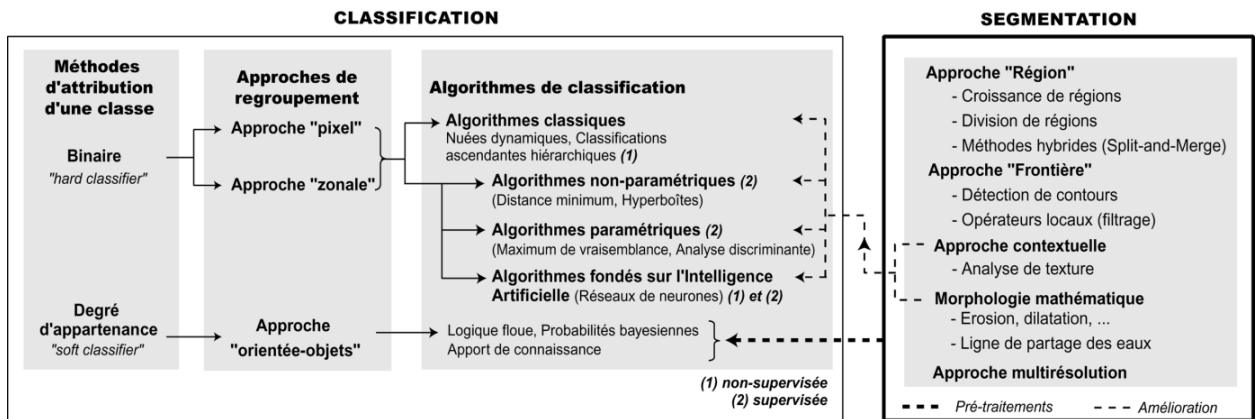 CLASSIFICATION
Méthodes
d'attribution
d'une classe
Binaire
"hard classifier"
Degré
d'appartenance
"soft classifier"
Approches de
regroupement
Approche "pixel"
Approche "zonale"
Approche
"orientée-objets"
Algorithmes de classification
Algorithmes classiques
Nuées dynamiques, Classifications
ascendantes hiérarchiques (1)
Algorithmes non-paramétriques (2)
(Distance minimum, Hyperboîtes)
Algorithmes paramétriques (2)
(Maximum de vraisemblance, Analyse discriminante)
Algorithmes fondés sur l'Intelligence
Artificielle (Réseaux de neurones) (1) et (2)
Logique floue, Probabilités bayesiennes
Apport de connaissance
(1) non-supervisée
(2) supervisée
SEGMENTATION
Approche "Région"
- Croissance de régions
- Division de régions
- Méthodes hybrides (Split-and-Merge)
Approche "Frontière"
- Détection de contours
- Opérateurs locaux (filtrage)
Approche contextuelle
- Analyse de texture
Morphologie mathématique
- Erosion, dilatation, ...
- Ligne de partage des eaux
Approche multirésolution
Pré-traitements
Amélioration